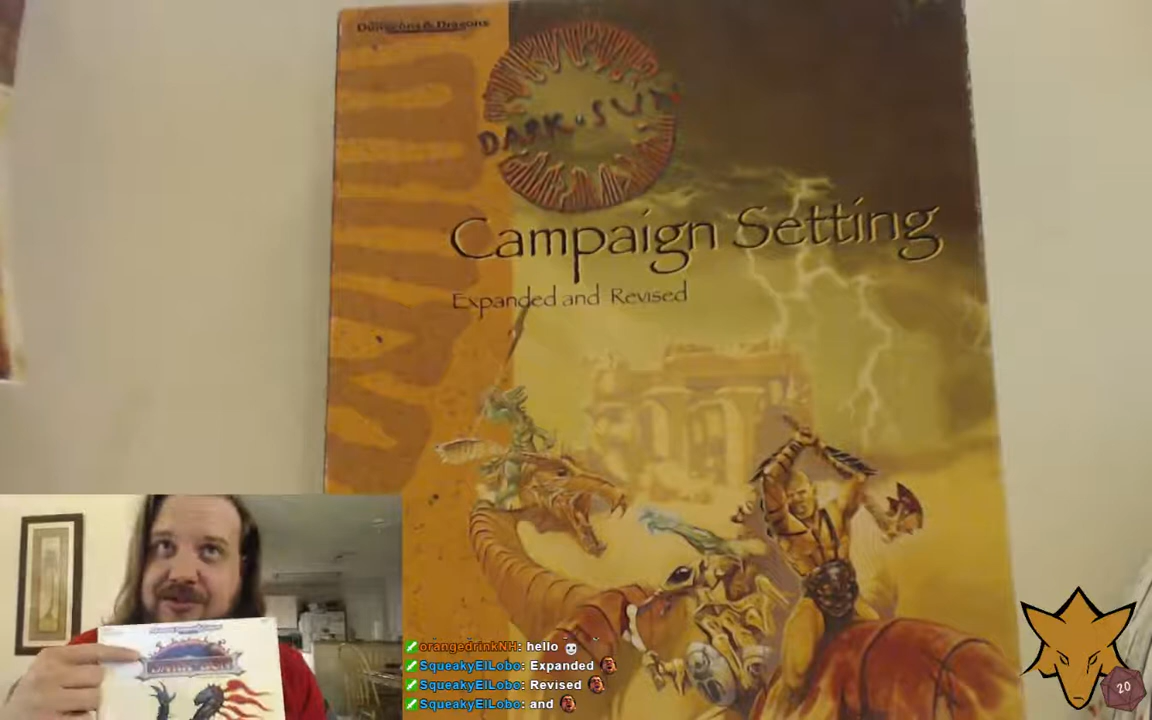 Dungeons & Dragons
DARK·SUN
Campaign Setting
Expanded and Revised
orangedrinkNH: hello
SqueakyElLobo: Expanded
SqueakyElLobo: Revised
SqueakyElLobo: and
20